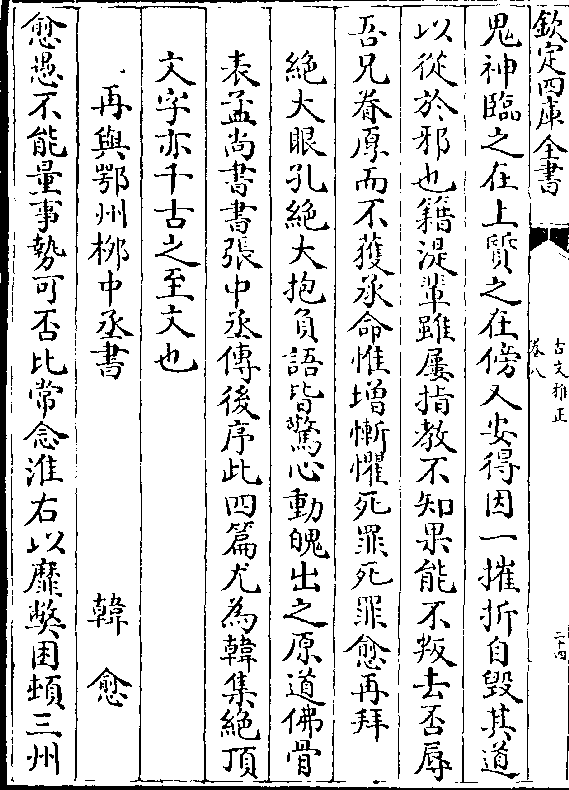 欽定四庫全書
古文雅正
卷八
二十四
鬼神臨之在上質之在傍又安得因一摧折自毀其道
以從於邪也籍湜輩雖屢指教不知果能不叛去否辱
吾兄眷厚而不獲承命惟增慚懼死罪死罪愈再拜
絶大眼孔絶大抱負語皆驚心動魄出之原道佛骨
表孟尚書書張中丞傳後序此四篇尤為韓集絶頂
文字亦千古之至文也
再與鄂州柳中丞書
韓愈
愈愚不能量事勢可否比常念淮右以靡獘困頓三州